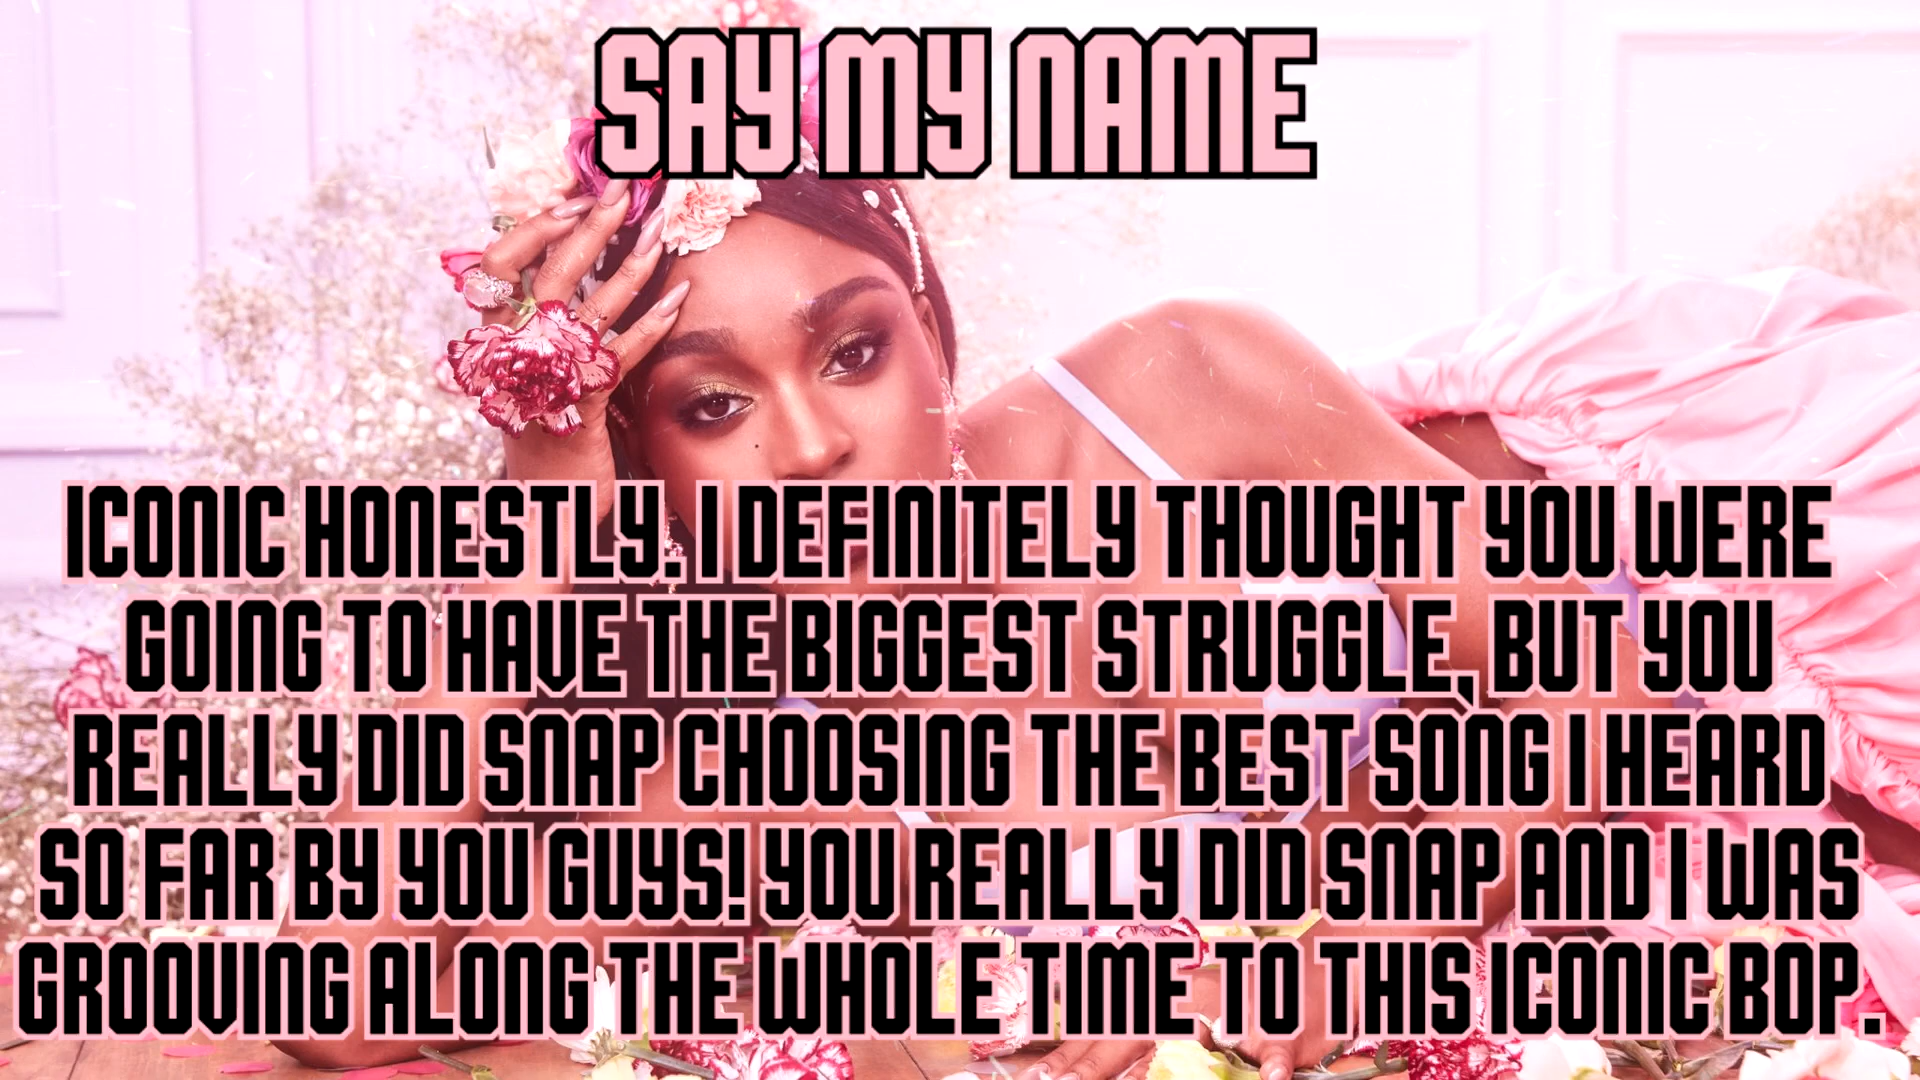 SAY MY NAME
ICONIC HONESTLY. I DEFINITELY THOUGHT YOU WERE
GOING TO HAVE THE BIGGEST STRUGGLE, BUT YOU
REALLY DID SNAP CHOOSING THE BEST SONG I HEARD
SO FAR BY YOU GUYS! YOU REALLY DID SNAP AND I WAS
GROOVING ALONG THE WHOLE TIME TO THIS ICONIC BOP.